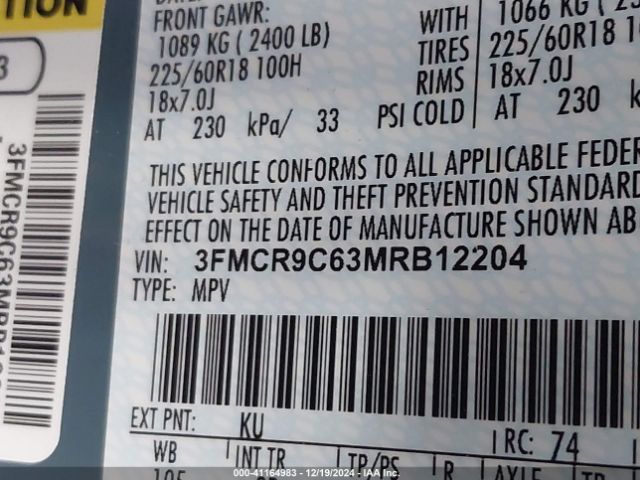 FRONT GAWR:
1089 KG ( 2400 LB)
225/60R18 100H
18x7.0J
AT 230 kPa/ 33 PSI COLD
WITH
TIRES
RIMS
1066 KG
225/60R18
18x7.0J
AT 230
THIS VEHICLE CONFORMS TO ALL APPLICABLE FEDER
VEHICLE SAFETY AND THEFT PREVENTION STANDARD
EFFECT ON THE DATE OF MANUFACTURE SHOWN AB
VIN: 3FMCR9C63MRB12204
TYPE: MPV
EXT PNT: KU
RC: 74
WB
INT TR
TP/PS
R
AXLE
3
3FMCR9C63MRB1
000-41164983 - 12/19/2024 - IAA Inc.